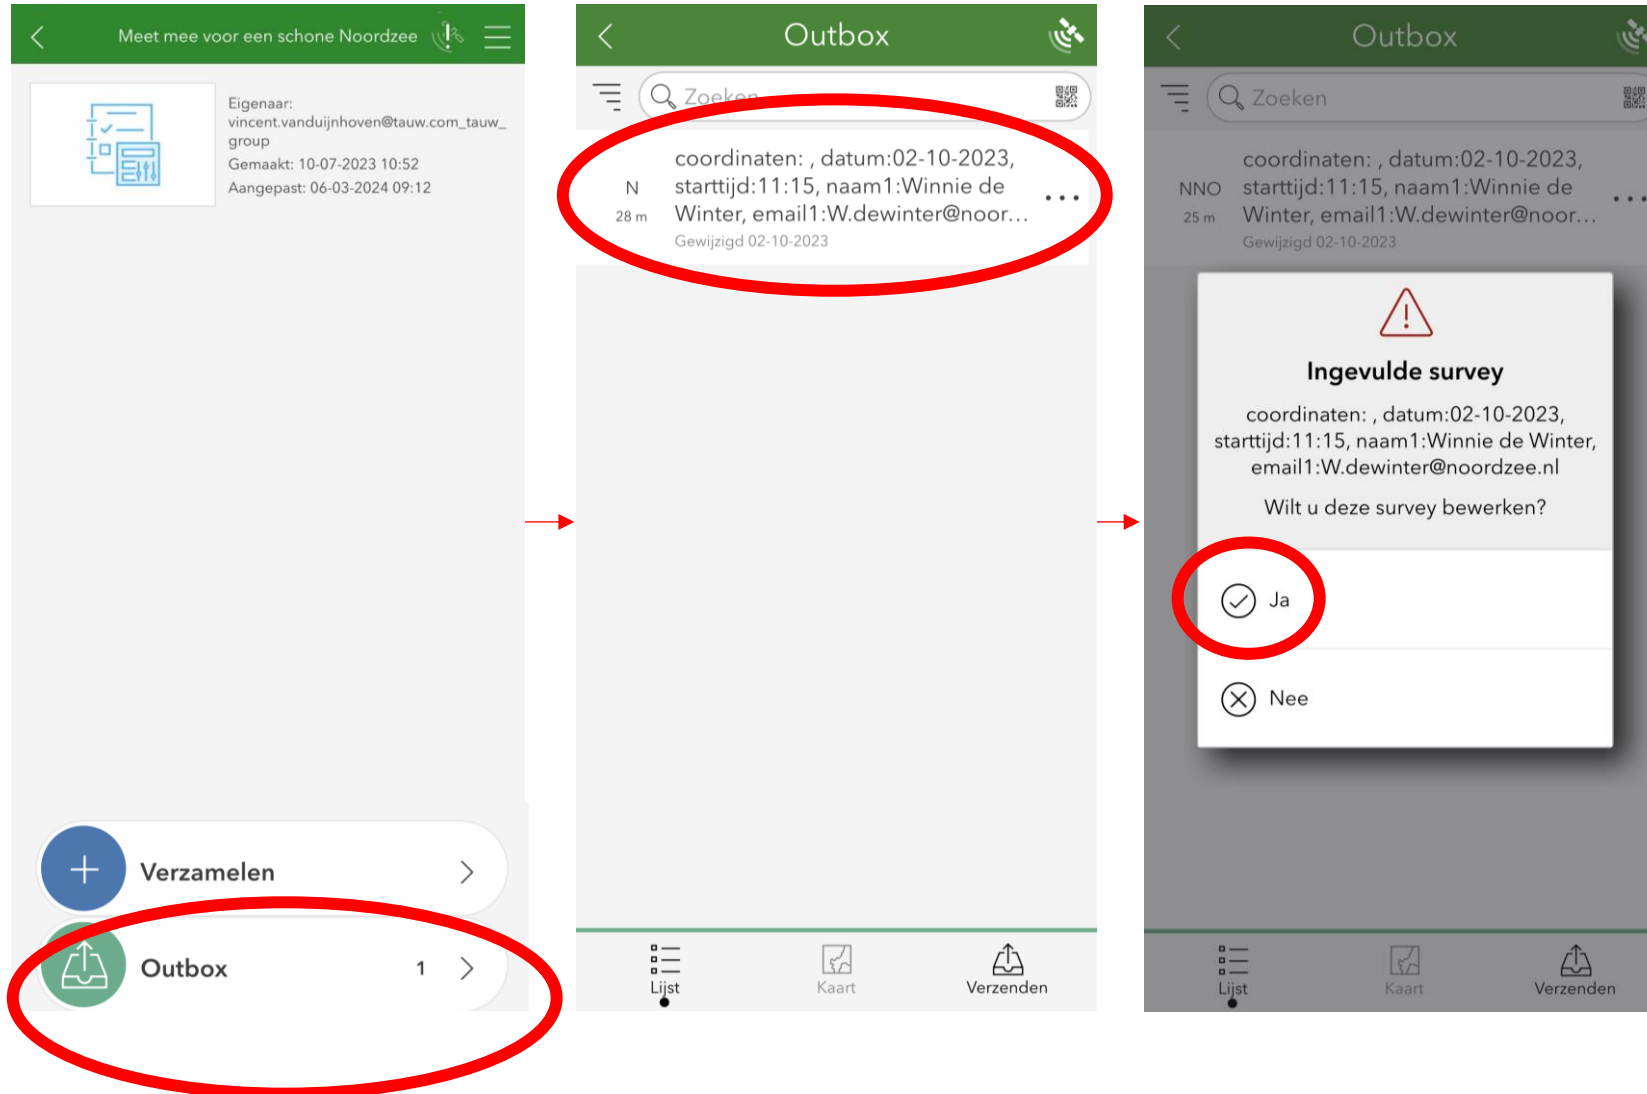 Meet mee voor een schone Noordzee
Eigenaar:
vincent.vanduijnhoven@tauw.com_tauw_
group
Gemaakt: 10-07-2023 10:52
Aangepast: 06-03-2024 09:12
Verzamelen
Outbox 1
Outbox
Zoeken
coordinaten: , datum:02-10-2023,
N starttijd:11:15, naam1:Winnie de
28 m Winter, email1:W.dewinter@noor...
Gewijzigd 02-10-2023
Lijst Kaart Verzenden
Outbox
Zoeken
coordinaten: , datum:02-10-2023,
NNO starttijd:11:15, naam1:Winnie de
25 m Winter, email1:W.dewinter@noor...
Gewijzigd 02-10-2023
Ingevulde survey
coordinaten: , datum:02-10-2023,
starttijd:11:15, naam1:Winnie de Winter,
email1:W.dewinter@noordzee.nl
Wilt u deze survey bewerken?
Ja
Nee
Lijst Kaart Verzenden